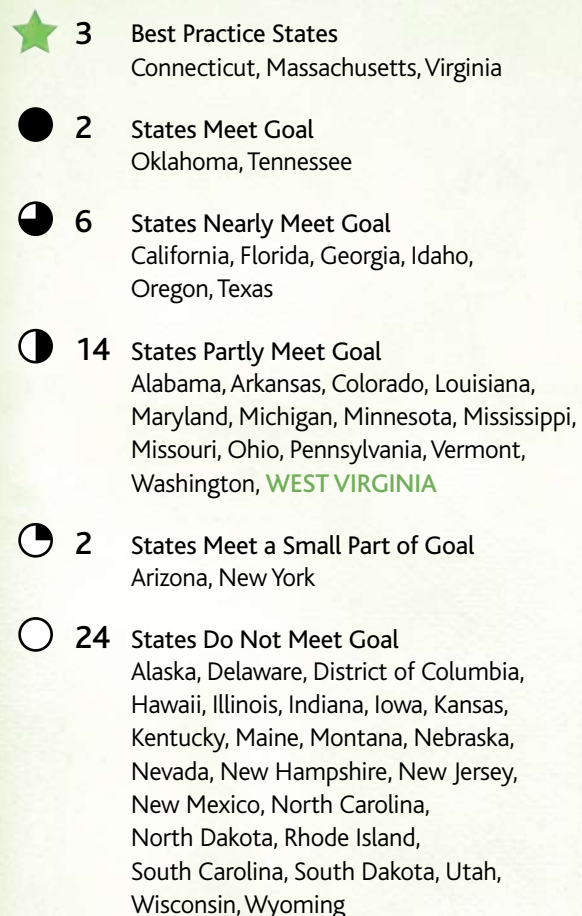 3 Best Practice States
Connecticut, Massachusetts, Virginia
2 States Meet Goal
Oklahoma, Tennessee
6 States Nearly Meet Goal
California, Florida, Georgia, Idaho,
Oregon, Texas
14 States Partly Meet Goal
Alabama, Arkansas, Colorado, Louisiana,
Maryland, Michigan, Minnesota, Mississippi,
Missouri, Ohio, Pennsylvania, Vermont,
Washington, WEST VIRGINIA
2 States Meet a Small Part of Goal
Arizona, New York
24 States Do Not Meet Goal
Alaska, Delaware, District of Columbia,
Hawaii, Illinois, Indiana, Iowa, Kansas,
Kentucky, Maine, Montana, Nebraska,
Nevada, New Hampshire, New Jersey,
New Mexico, North Carolina,
North Dakota, Rhode Island,
South Carolina, South Dakota, Utah,
Wisconsin, Wyoming